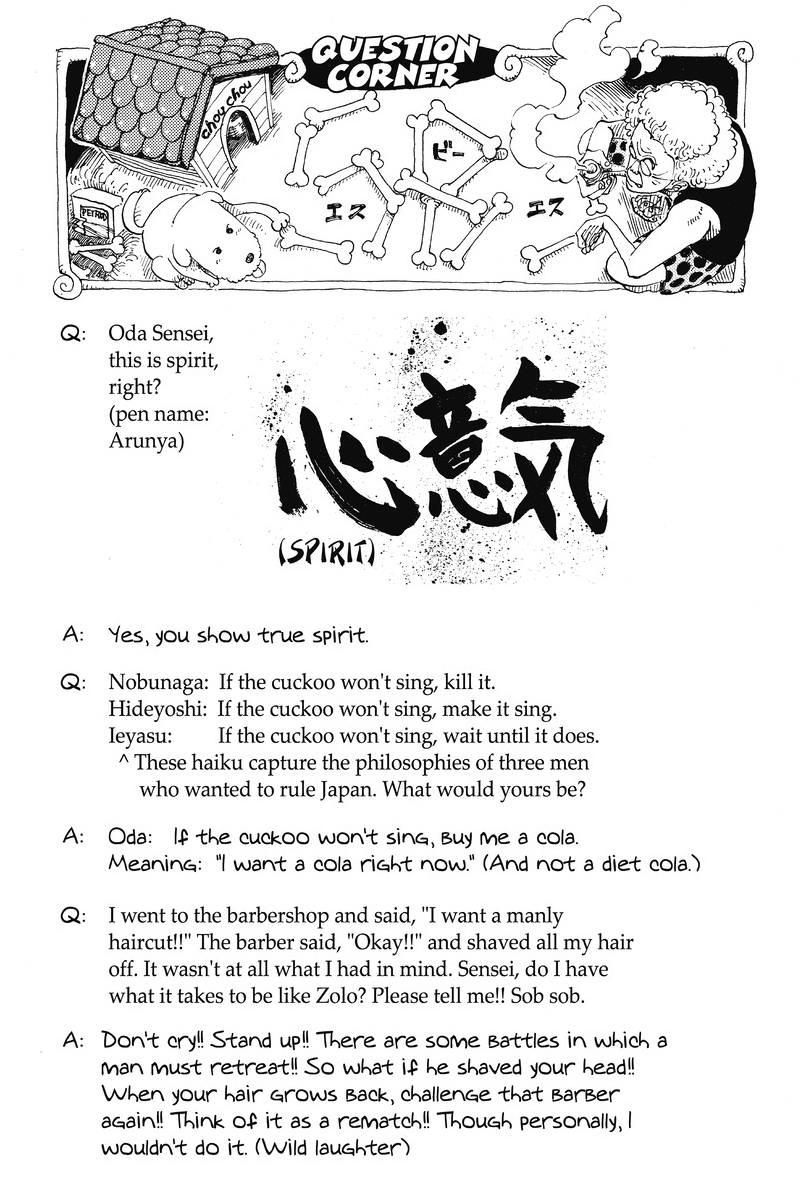 QUESTION
CORNER
chou chou
ビー
エス
エス
PET FOOD
Q: Oda Sensei,
this is spirit,
right?
(pen name:
Arunya)
心意気
(SPIRIT)
A: Yes, you show true spirit.
Q: Nobunaga: If the cuckoo won't sing, kill it.
Hideyoshi: If the cuckoo won't sing, make it sing.
Ieyasu: If the cuckoo won't sing, wait until it does.
^ These haiku capture the philosophies of three men
who wanted to rule Japan. What would yours be?
A: Oda: If the cuckoo won't sing, buy me a cola.
Meaning: "I want a cola right now." (And not a diet cola.)
Q: I went to the barbershop and said, "I want a manly
haircut!!" The barber said, "Okay!!" and shaved all my hair
off. It wasn't at all what I had in mind. Sensei, do I have
what it takes to be like Zolo? Please tell me!! Sob sob.
A: Don't cry!! Stand up!! There are some battles in which a
man must retreat!! So what if he shaved your head!!
When your hair grows back, challenge that barber
again!! Think of it as a rematch!! Though personally, I
wouldn't do it. (Wild laughter)